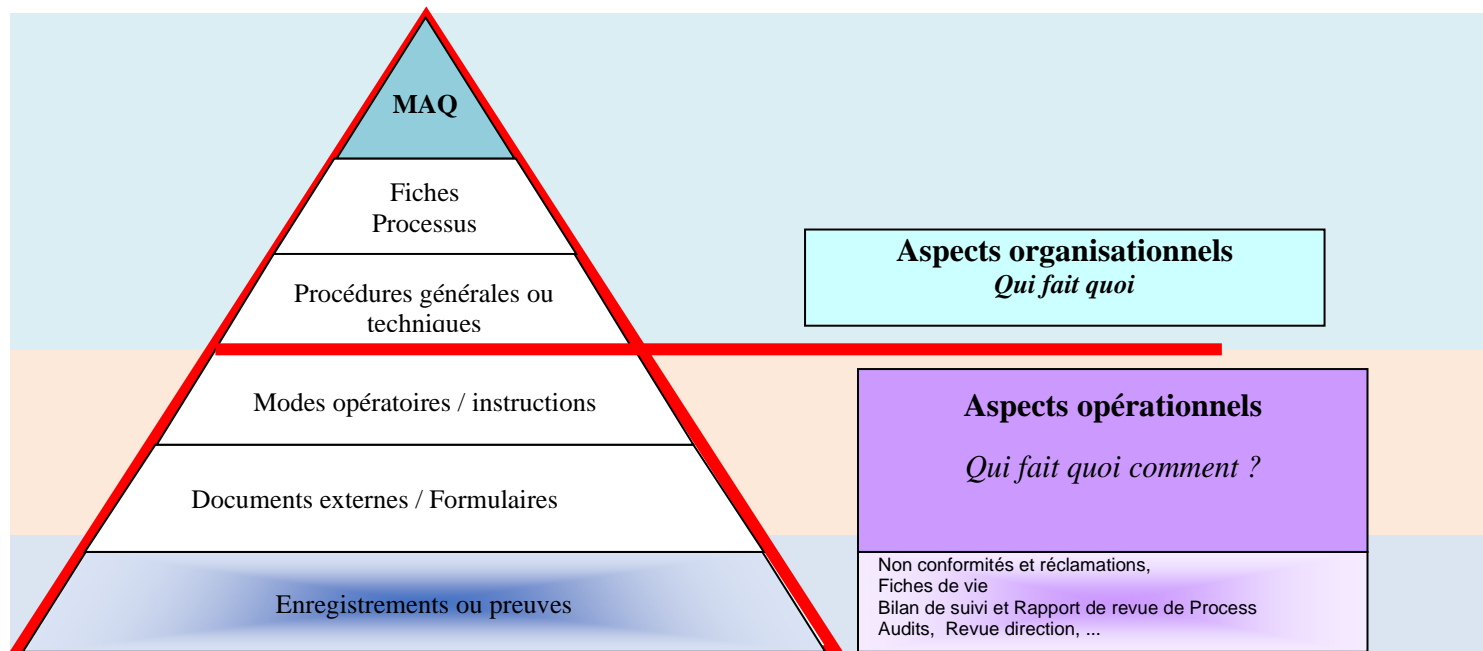 MAQ
Fiches
Processus
Procédures générales ou
techniques
Aspects organisationnels
Qui fait quoi
Modes opératoires / instructions
Documents externes / Formulaires
Aspects opérationnels
Qui fait quoi comment ?
Enregistrements ou preuves
Non conformités et réclamations,
Fiches de vie
Bilan de suivi et Rapport de revue de Process
Audits, Revue direction, ...